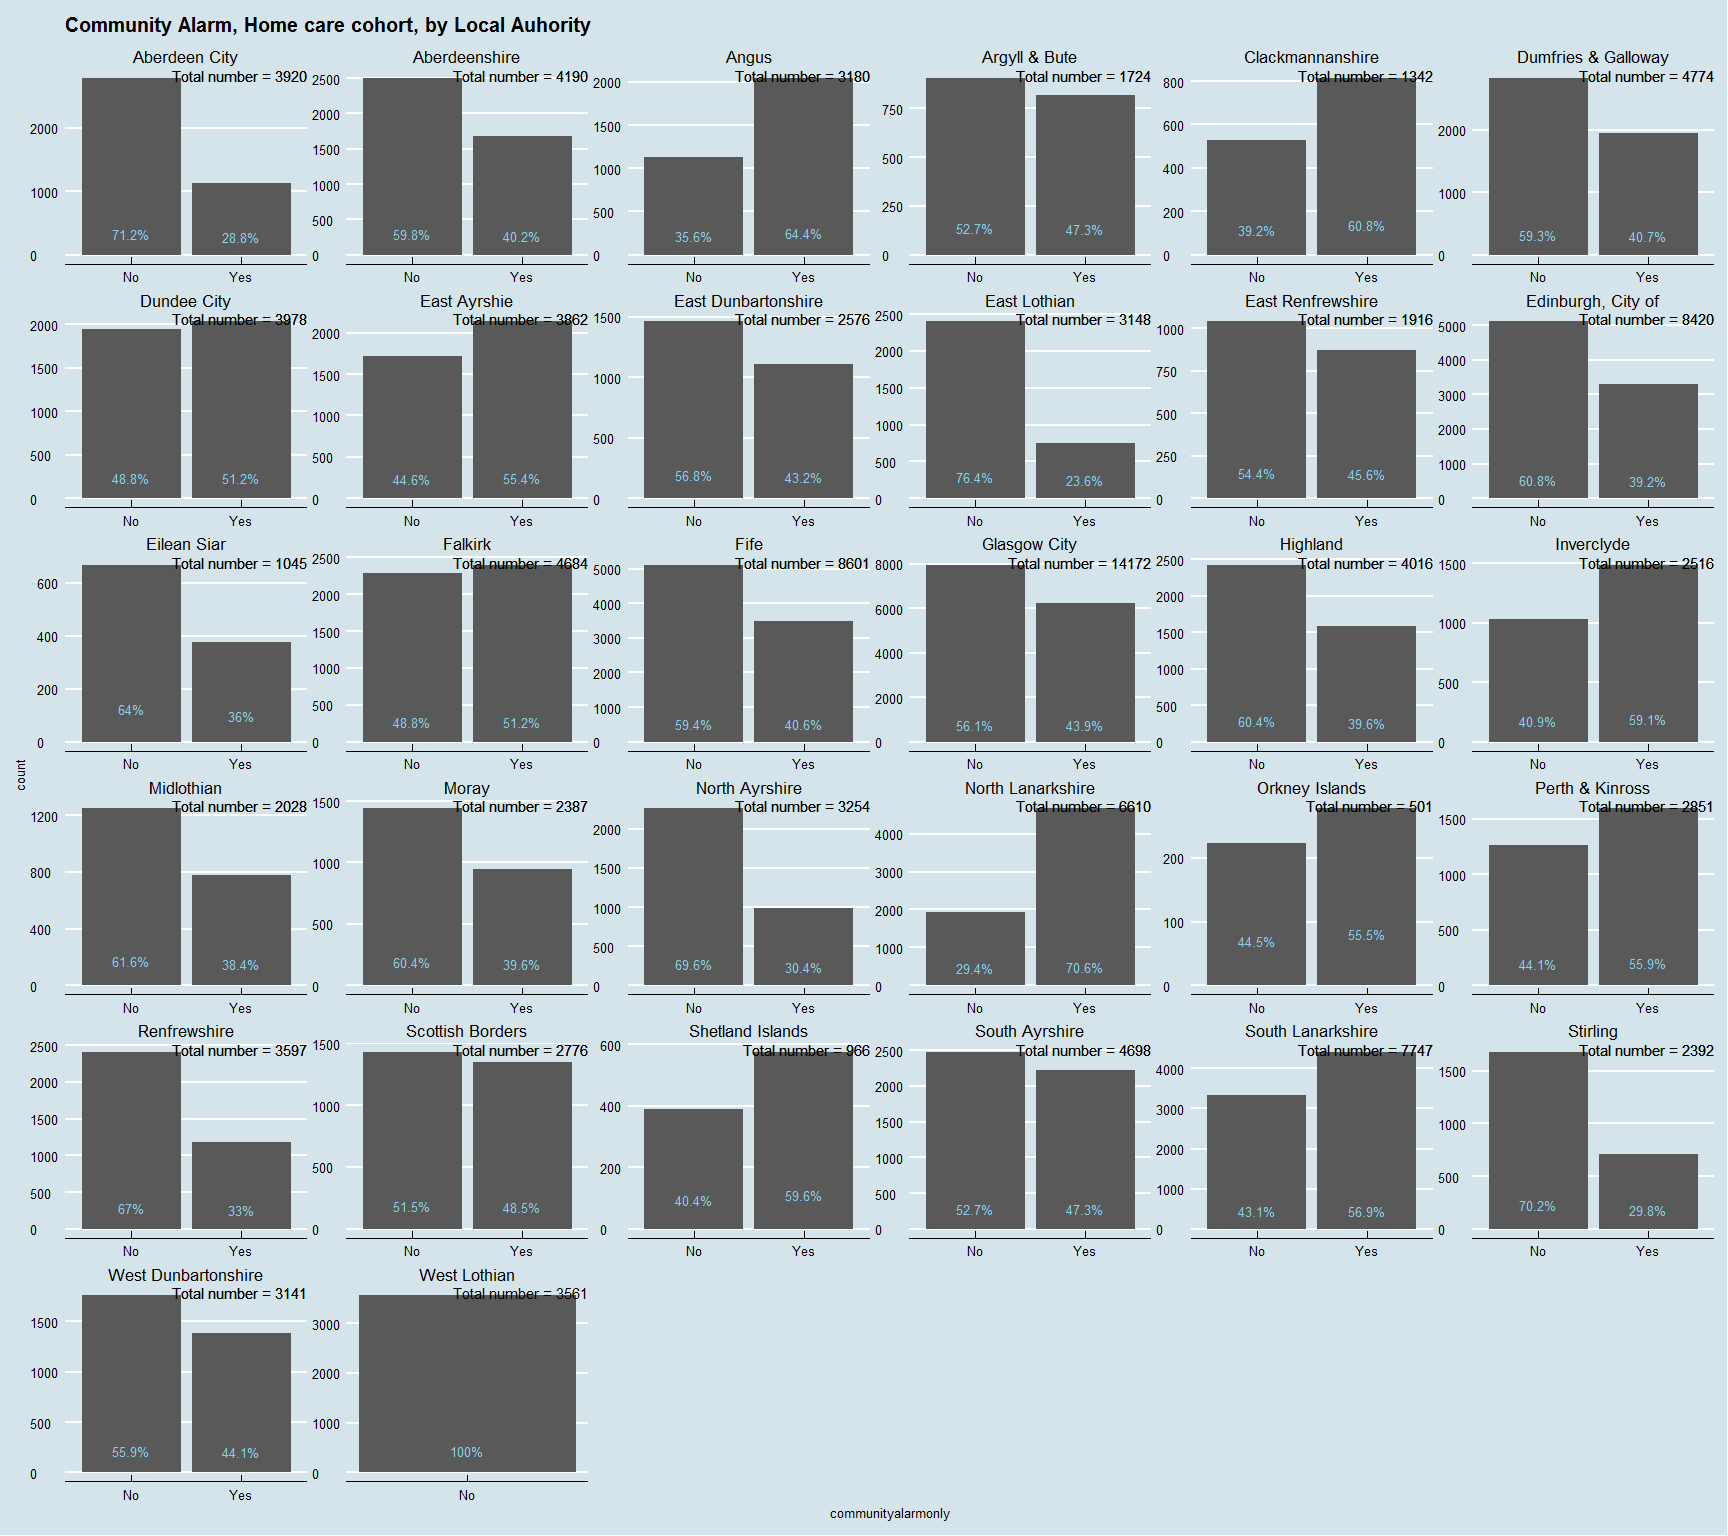 Community Alarm, Home care cohort, by Local Auhority
Aberdeen City
Total number = 3920
2000
1000
0
71.2%
28.8%
No
Yes
Aberdeenshire
Total number = 4190
2500
2000
1500
1000
500
0
59.8%
40.2%
No
Yes
Angus
Total number = 3180
2000
1500
1000
500
0
35.6%
64.4%
No
Yes
Argyll & Bute
Total number = 1724
750
500
250
0
52.7%
47.3%
No
Yes
Clackmannanshire
Total number = 1342
800
600
400
200
0
39.2%
60.8%
No
Yes
Dumfries & Galloway
Total number = 4774
2000
1000
0
59.3%
40.7%
No
Yes
Dundee City
Total number = 3978
2000
1500
1000
500
0
48.8%
51.2%
No
Yes
East Ayrshie
Total number = 3862
2000
1500
1000
500
0
44.6%
55.4%
No
Yes
East Dunbartonshire
Total number = 2576
1500
1000
500
0
56.8%
43.2%
No
Yes
East Lothian
Total number = 3148
2500
2000
1500
1000
500
0
76.4%
23.6%
No
Yes
East Renfrewshire
Total number = 1916
1000
750
500
250
0
54.4%
45.6%
No
Yes
Edinburgh, City of
Total number = 8420
5000
4000
3000
2000
1000
0
60.8%
39.2%
No
Yes
Eilean Siar
Total number = 1045
600
400
200
0
64%
36%
No
Yes
Falkirk
Total number = 4684
2500
2000
1500
1000
500
0
48.8%
51.2%
No
Yes
Fife
Total number = 8601
5000
4000
3000
2000
1000
0
59.4%
40.6%
No
Yes
Glasgow City
Total number = 14172
8000
6000
4000
2000
0
56.1%
43.9%
No
Yes
Highland
Total number = 4016
2500
2000
1500
1000
500
0
60.4%
39.6%
No
Yes
Inverclyde
Total number = 2516
1500
1000
500
0
40.9%
59.1%
No
Yes
count
Midlothian
Total number = 2028
1200
800
400
0
61.6%
38.4%
No
Yes
Moray
Total number = 2387
1500
1000
500
0
60.4%
39.6%
No
Yes
North Ayrshire
Total number = 3254
2000
1500
1000
500
0
69.6%
30.4%
No
Yes
North Lanarkshire
Total number = 6610
4000
3000
2000
1000
0
29.4%
70.6%
No
Yes
Orkney Islands
Total number = 501
200
100
0
44.5%
55.5%
No
Yes
Perth & Kinross
Total number = 2851
1500
1000
500
0
44.1%
55.9%
No
Yes
Renfrewshire
Total number = 3597
2500
2000
1500
1000
500
0
67%
33%
No
Yes
Scottish Borders
Total number = 2776
1500
1000
500
0
51.5%
48.5%
No
Yes
Shetland Islands
Total number = 966
600
400
200
0
40.4%
59.6%
No
Yes
South Ayrshire
Total number = 4698
2500
2000
1500
1000
500
0
52.7%
47.3%
No
Yes
South Lanarkshire
Total number = 7747
4000
3000
2000
1000
0
43.1%
56.9%
No
Yes
Stirling
Total number = 2392
1500
1000
500
0
70.2%
29.8%
No
Yes
West Dunbartonshire
Total number = 3141
1500
1000
500
0
55.9%
44.1%
No
Yes
West Lothian
Total number = 3561
3000
2000
1000
0
100%
No
communityalarmonly